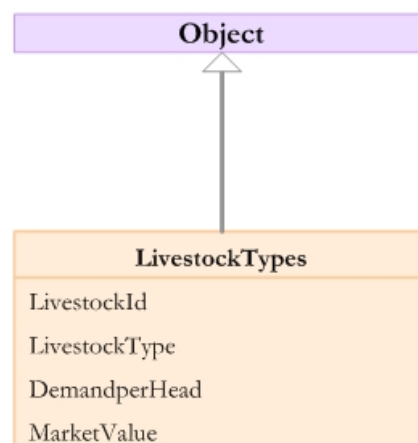 Object
LivestockTypes
LivestockId
LivestockType
DemandperHead
MarketValue